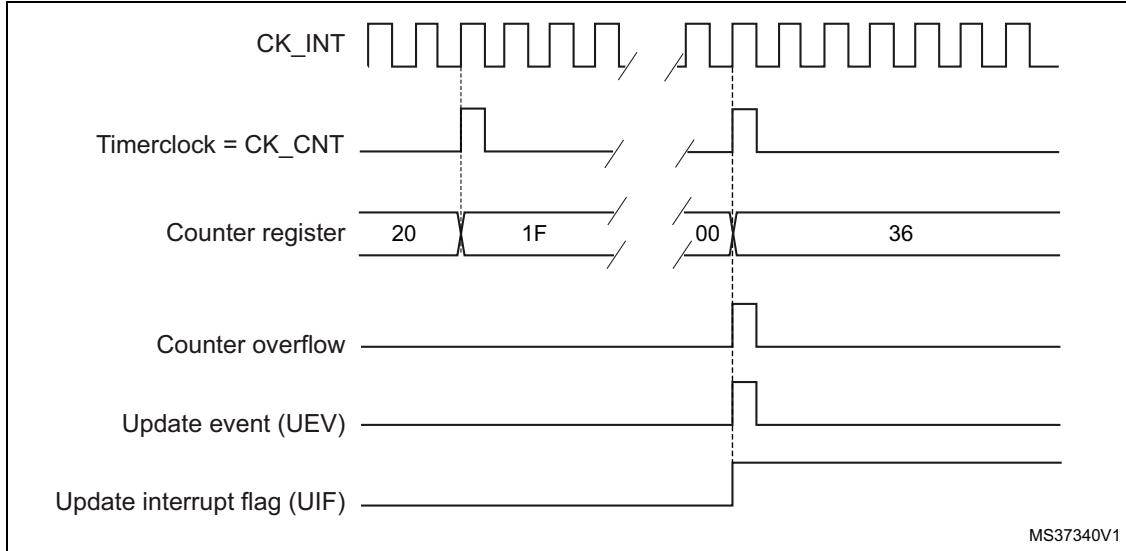 CK_INT
Timerclock = CK_CNT
Counter register 20 1F 00 36
Counter overflow
Update event (UEV)
Update interrupt flag (UIF)
MS37340V1